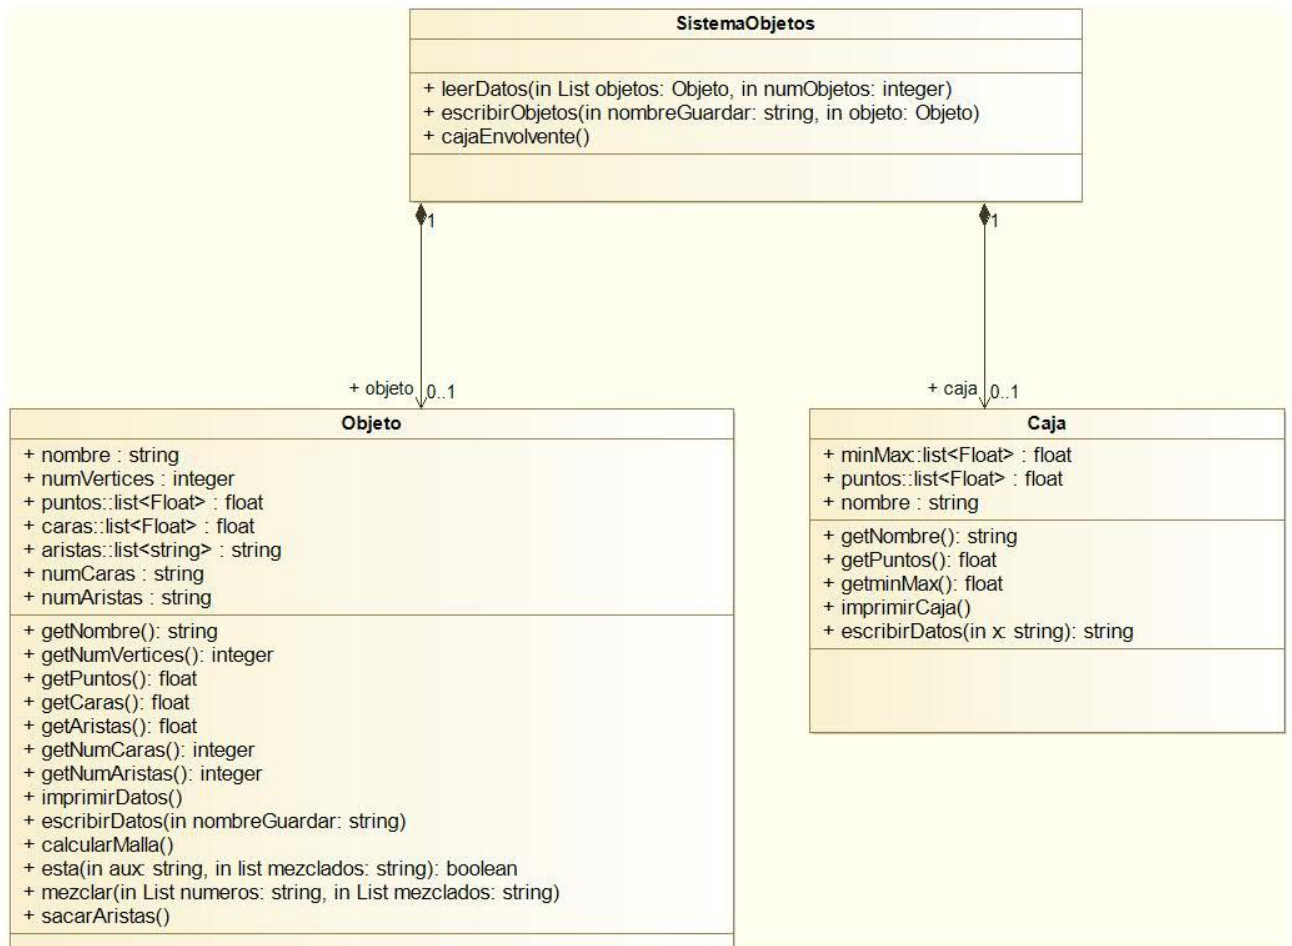 SistemaObjetos
+ leerDatos(in List objetos: Objeto, in numObjetos: integer)
+ escribirObjetos(in nombreGuardar: string, in objeto: Objeto)
+ cajaEnvolvente()
1
1
+ objeto
0..1
+ caja
0..1
Objeto
+ nombre : string
+ numVertices : integer
+ puntos::list<Float> : float
+ caras::list<Float> : float
+ aristas::list<string> : string
+ numCaras : string
+ numAristas : string
+ getNombre(): string
+ getNumVertices(): integer
+ getPuntos(): float
+ getCaras(): float
+ getAristas(): float
+ getNumCaras(): integer
+ getNumAristas(): integer
+ imprimirDatos()
+ escribirDatos(in nombreGuardar: string)
+ calcularMalla()
+ esta(in aux: string, in list mezclados: string): boolean
+ mezclar(in List numeros: string, in List mezclados: string)
+ sacarAristas()
Caja
+ minMax::list<Float> : float
+ puntos::list<Float> : float
+ nombre : string
+ getNombre(): string
+ getPuntos(): float
+ getminMax(): float
+ imprimirCaja()
+ escribirDatos(in x: string): string